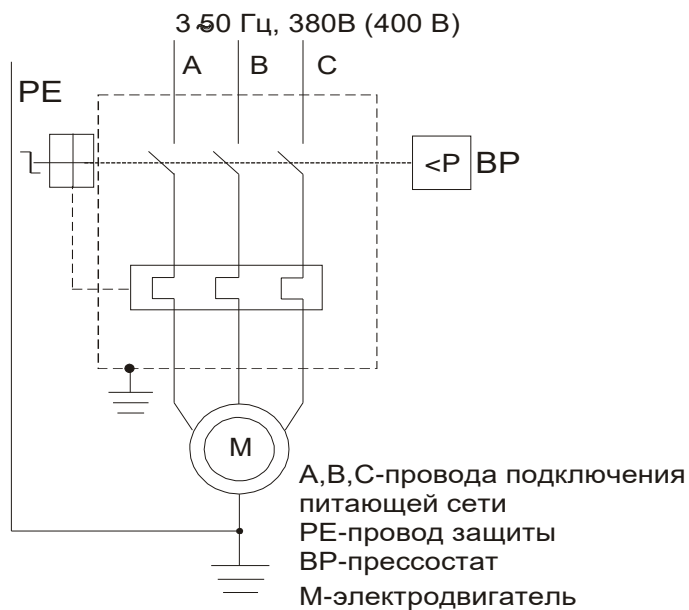 3 ~ 50 Гц, 380В (400 В)
A B C
PE
<P BP
M
A,B,C-провода подключения
питающей сети
PE-провод защиты
BP-прессостат
M-электродвигатель